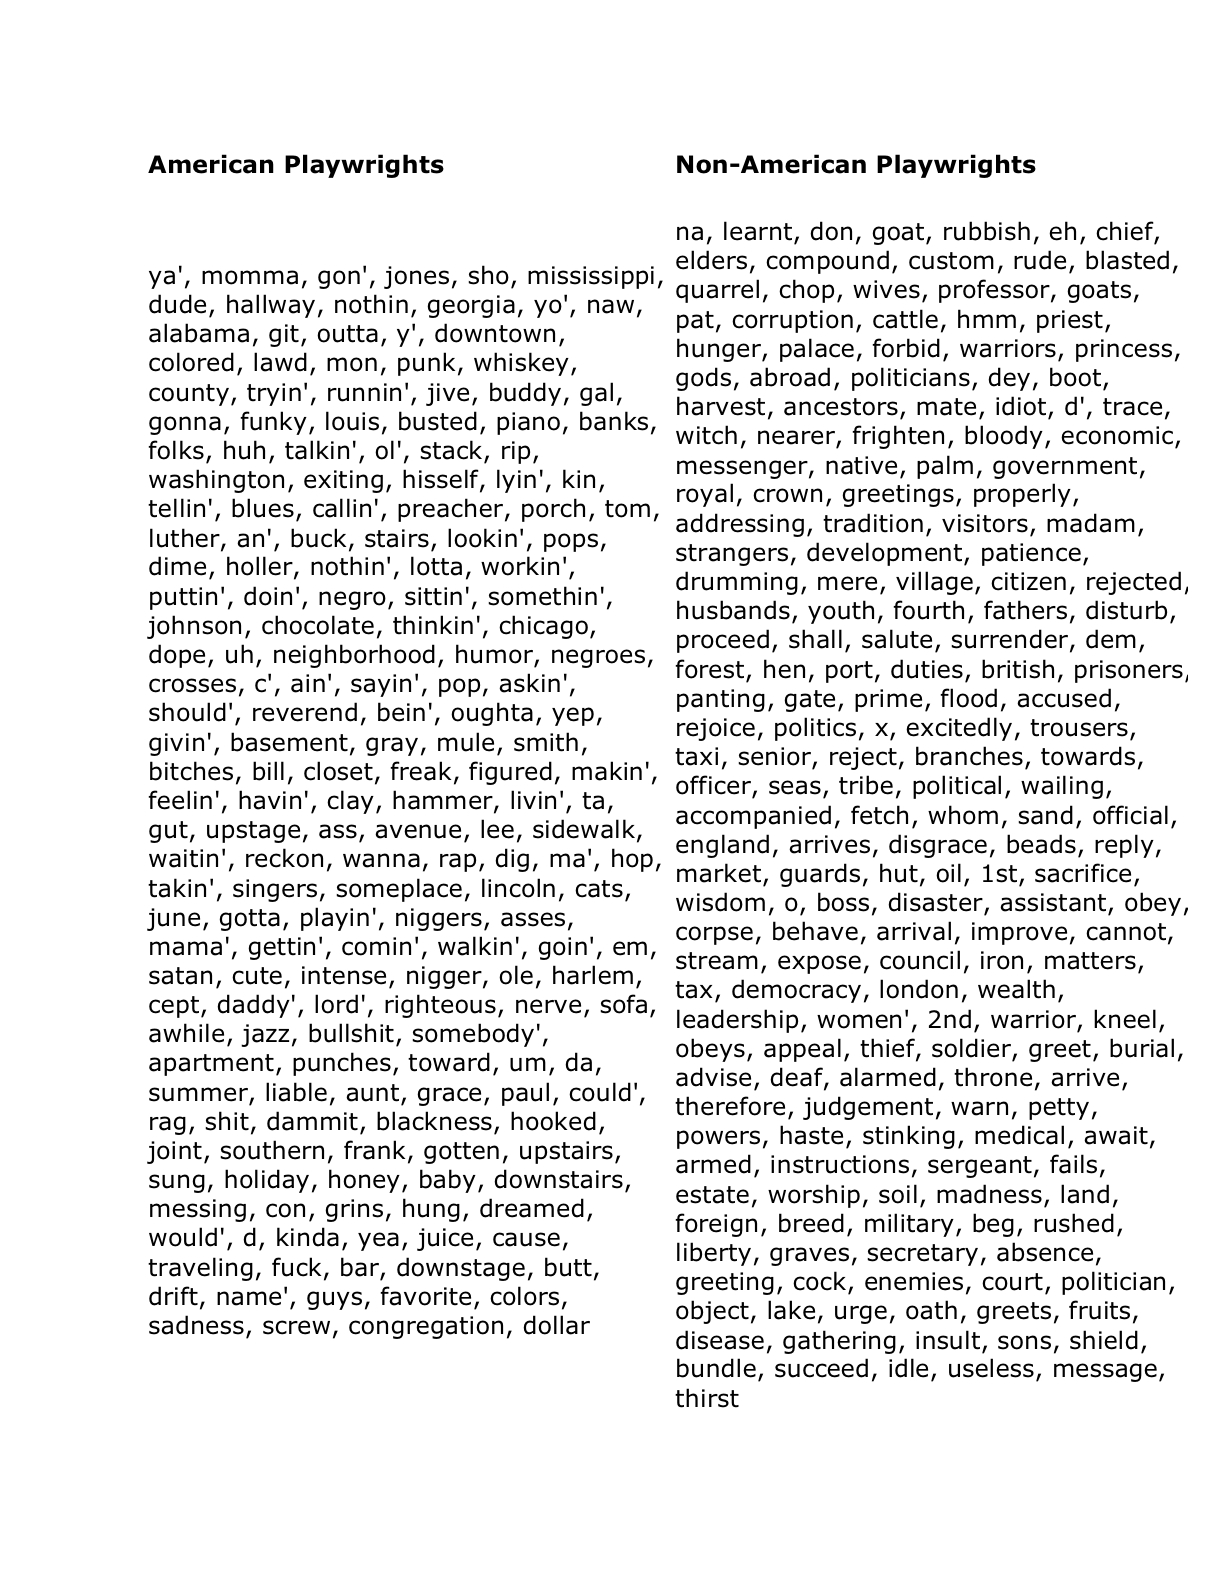 American Playwrights
ya', momma, gon', jones, sho, mississippi,
dude, hallway, nothin, georgia, yo', naw,
alabama, git, outta, y', downtown,
colored, lawd, mon, punk, whiskey,
county, tryin', runnin', jive, buddy, gal,
gonna, funky, louis, busted, piano, banks,
folks, huh, talkin', ol', stack, rip,
washington, exiting, hisself, lyin', kin,
tellin', blues, callin', preacher, porch, tom,
luther, an', buck, stairs, lookin', pops,
dime, holler, nothin', lotta, workin',
puttin', doin', negro, sittin', somethin',
johnson, chocolate, thinkin', chicago,
dope, uh, neighborhood, humor, negroes,
crosses, c', ain', sayin', pop, askin',
should', reverend, bein', oughta, yep,
givin', basement, gray, mule, smith,
bitches, bill, closet, freak, figured, makin',
feelin', havin', clay, hammer, livin', ta,
gut, upstage, ass, avenue, lee, sidewalk,
waitin', reckon, wanna, rap, dig, ma', hop,
takin', singers, someplace, lincoln, cats,
june, gotta, playin', niggers, asses,
mama', gettin', comin', walkin', goin', em,
satan, cute, intense, nigger, ole, harlem,
cept, daddy', lord', righteous, nerve, sofa,
awhile, jazz, bullshit, somebody',
apartment, punches, toward, um, da,
summer, liable, aunt, grace, paul, could',
rag, shit, dammit, blackness, hooked,
joint, southern, frank, gotten, upstairs,
sung, holiday, honey, baby, downstairs,
messing, con, grins, hung, dreamed,
would', d, kinda, yea, juice, cause,
traveling, fuck, bar, downstage, butt,
drift, name', guys, favorite, colors,
sadness, screw, congregation, dollar
Non-American Playwrights
na, learnt, don, goat, rubbish, eh, chief,
elders, compound, custom, rude, blasted,
quarrel, chop, wives, professor, goats,
pat, corruption, cattle, hmm, priest,
hunger, palace, forbid, warriors, princess,
gods, abroad, politicians, dey, boot,
harvest, ancestors, mate, idiot, d', trace,
witch, nearer, frighten, bloody, economic,
messenger, native, palm, government,
royal, crown, greetings, properly,
addressing, tradition, visitors, madam,
strangers, development, patience,
drumming, mere, village, citizen, rejected,
husbands, youth, fourth, fathers, disturb,
proceed, shall, salute, surrender, dem,
forest, hen, port, duties, british, prisoners,
panting, gate, prime, flood, accused,
rejoice, politics, x, excitedly, trousers,
taxi, senior, reject, branches, towards,
officer, seas, tribe, political, wailing,
accompanied, fetch, whom, sand, official,
england, arrives, disgrace, beads, reply,
market, guards, hut, oil, 1st, sacrifice,
wisdom, o, boss, disaster, assistant, obey,
corpse, behave, arrival, improve, cannot,
stream, expose, council, iron, matters,
tax, democracy, london, wealth,
leadership, women', 2nd, warrior, kneel,
obeys, appeal, thief, soldier, greet, burial,
advise, deaf, alarmed, throne, arrive,
therefore, judgement, warn, petty,
powers, haste, stinking, medical, await,
armed, instructions, sergeant, fails,
estate, worship, soil, madness, land,
foreign, breed, military, beg, rushed,
liberty, graves, secretary, absence,
greeting, cock, enemies, court, politician,
object, lake, urge, oath, greets, fruits,
disease, gathering, insult, sons, shield,
bundle, succeed, idle, useless, message,
thirst